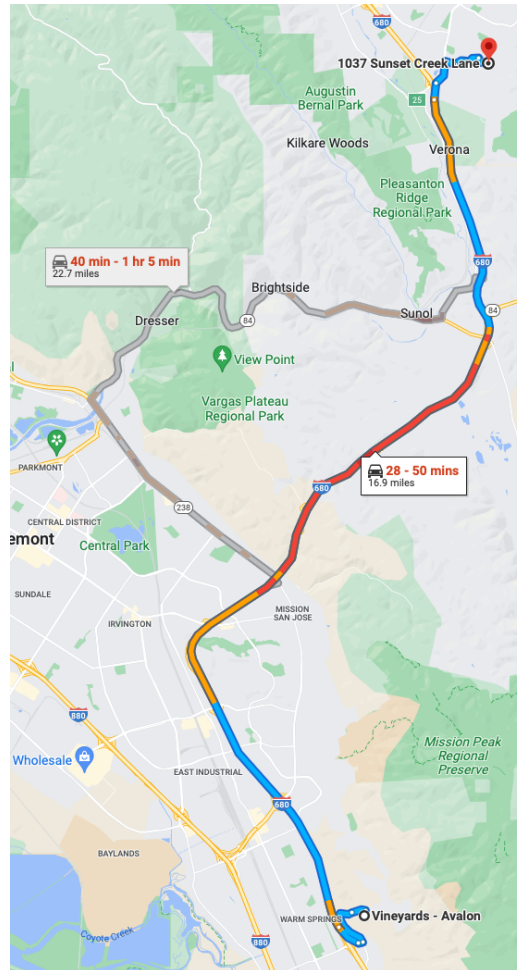 680
1037 Sunset Creek Lane
Augustin
Bernal Park
25
Kilkare Woods
Verona
Pleasanton
Ridge
Regional Park
680
40 min - 1 hr 5 min
22.7 miles
Brightside
Sunol
84
Dresser
84
View Point
Vargas Plateau
Regional Park
PARKMONT
28 - 50 mins
16.9 miles
680
238
CENTRAL DISTRICT
emont
Central Park
SUNDALE
IRVINGTON
MISSION
SAN JOSE
880
Mission Peak
Regional
Preserve
Wholesale
EAST INDUSTRIAL
680
BAYLANDS
WARM SPRINGS
Vineyards - Avalon
Coyote Creek
880